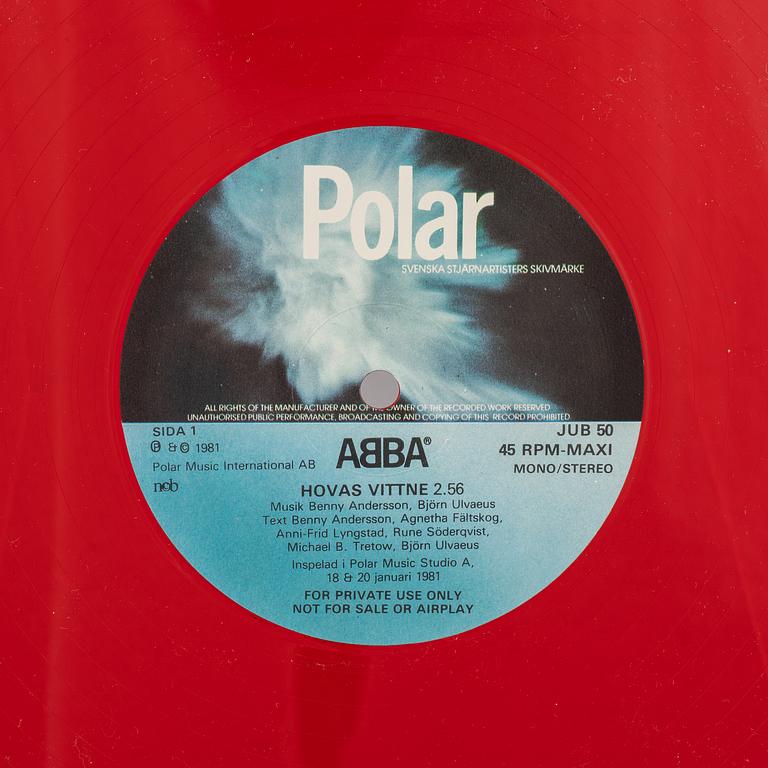 Polar
SVENSKA STJÄRNARTISTERS SKIVMÄRKE
ALL RIGHTS OF THE MANUFACTURER AND OF THE OWNER OF THE RECORDED WORK RESERVED
UNAUTHORISED PUBLIC PERFORMANCE, BROADCASTING AND COPYING OF THIS RECORD PROHIBITED
SIDA 1
℗ & © 1981
Polar Music International AB
ncb
ABBA®
JUB 50
45 RPM-MAXI
MONO/STEREO
HOVAS VITTNE 2.56
Musik Benny Andersson, Björn Ulvaeus
Text Benny Andersson, Agnetha Fältskog,
Anni-Frid Lyngstad, Rune Söderqvist,
Michael B. Tretow, Björn Ulvaeus
Inspelad i Polar Music Studio A,
18 & 20 januari 1981
FOR PRIVATE USE ONLY
NOT FOR SALE OR AIRPLAY